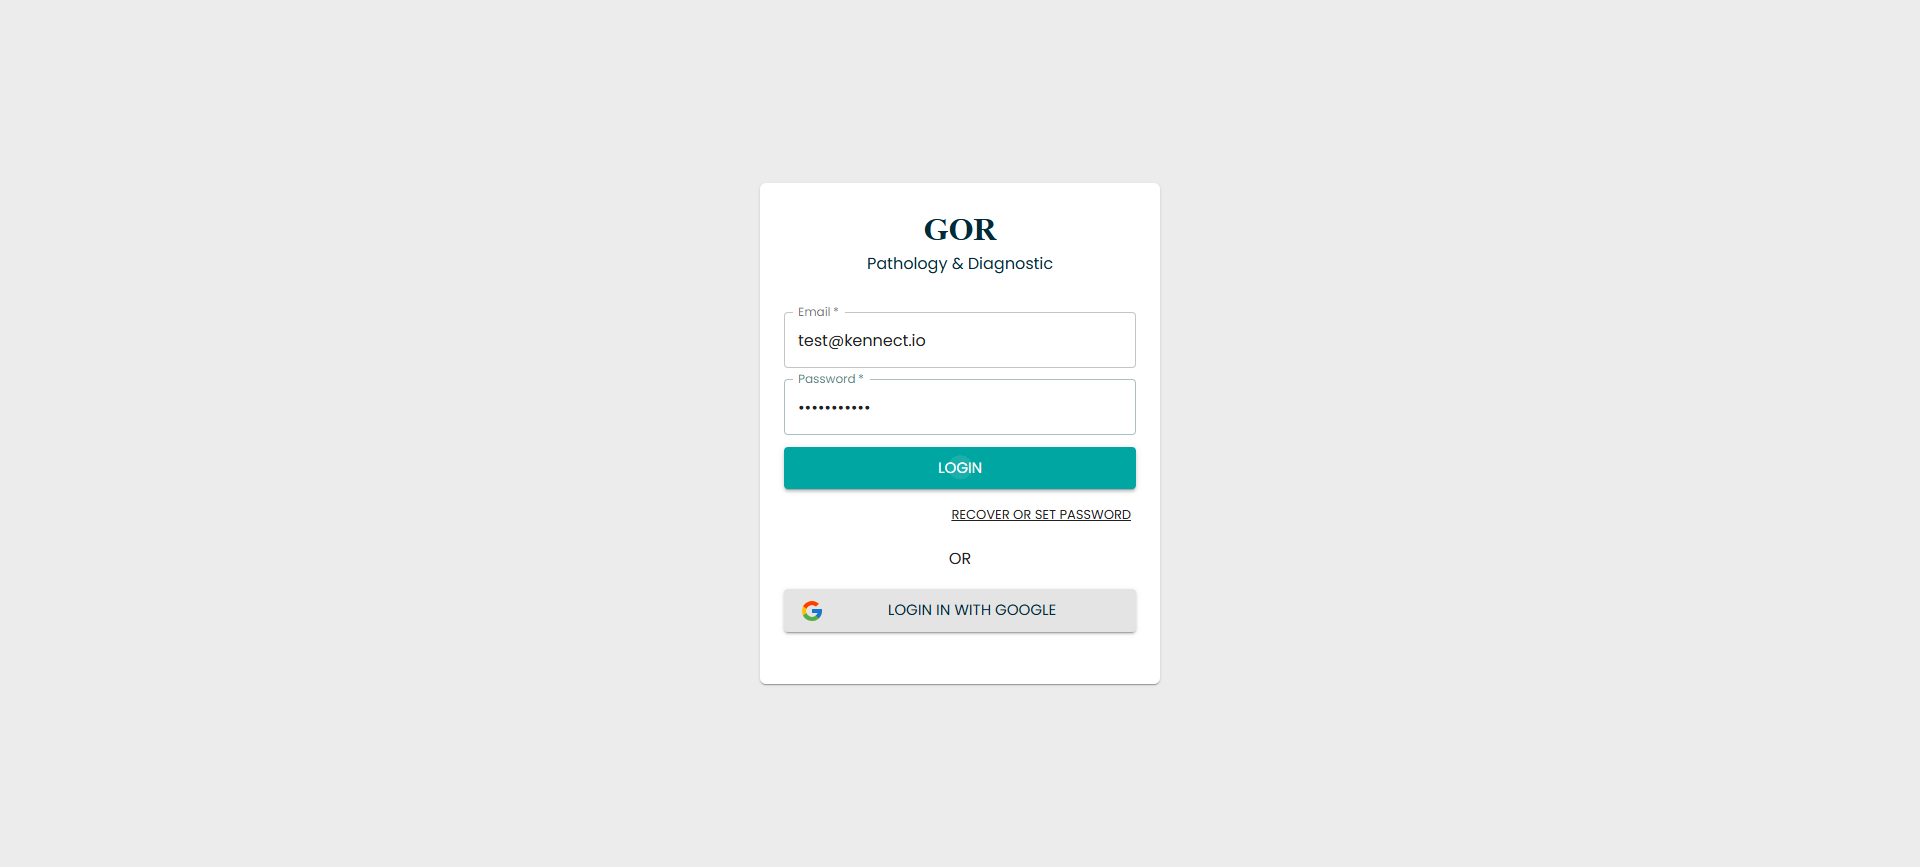 GOR
Pathology & Diagnostic
Email *
test@kennect.io
Password *
•••••••••••
LOGIN
RECOVER OR SET PASSWORD
OR
LOGIN IN WITH GOOGLE